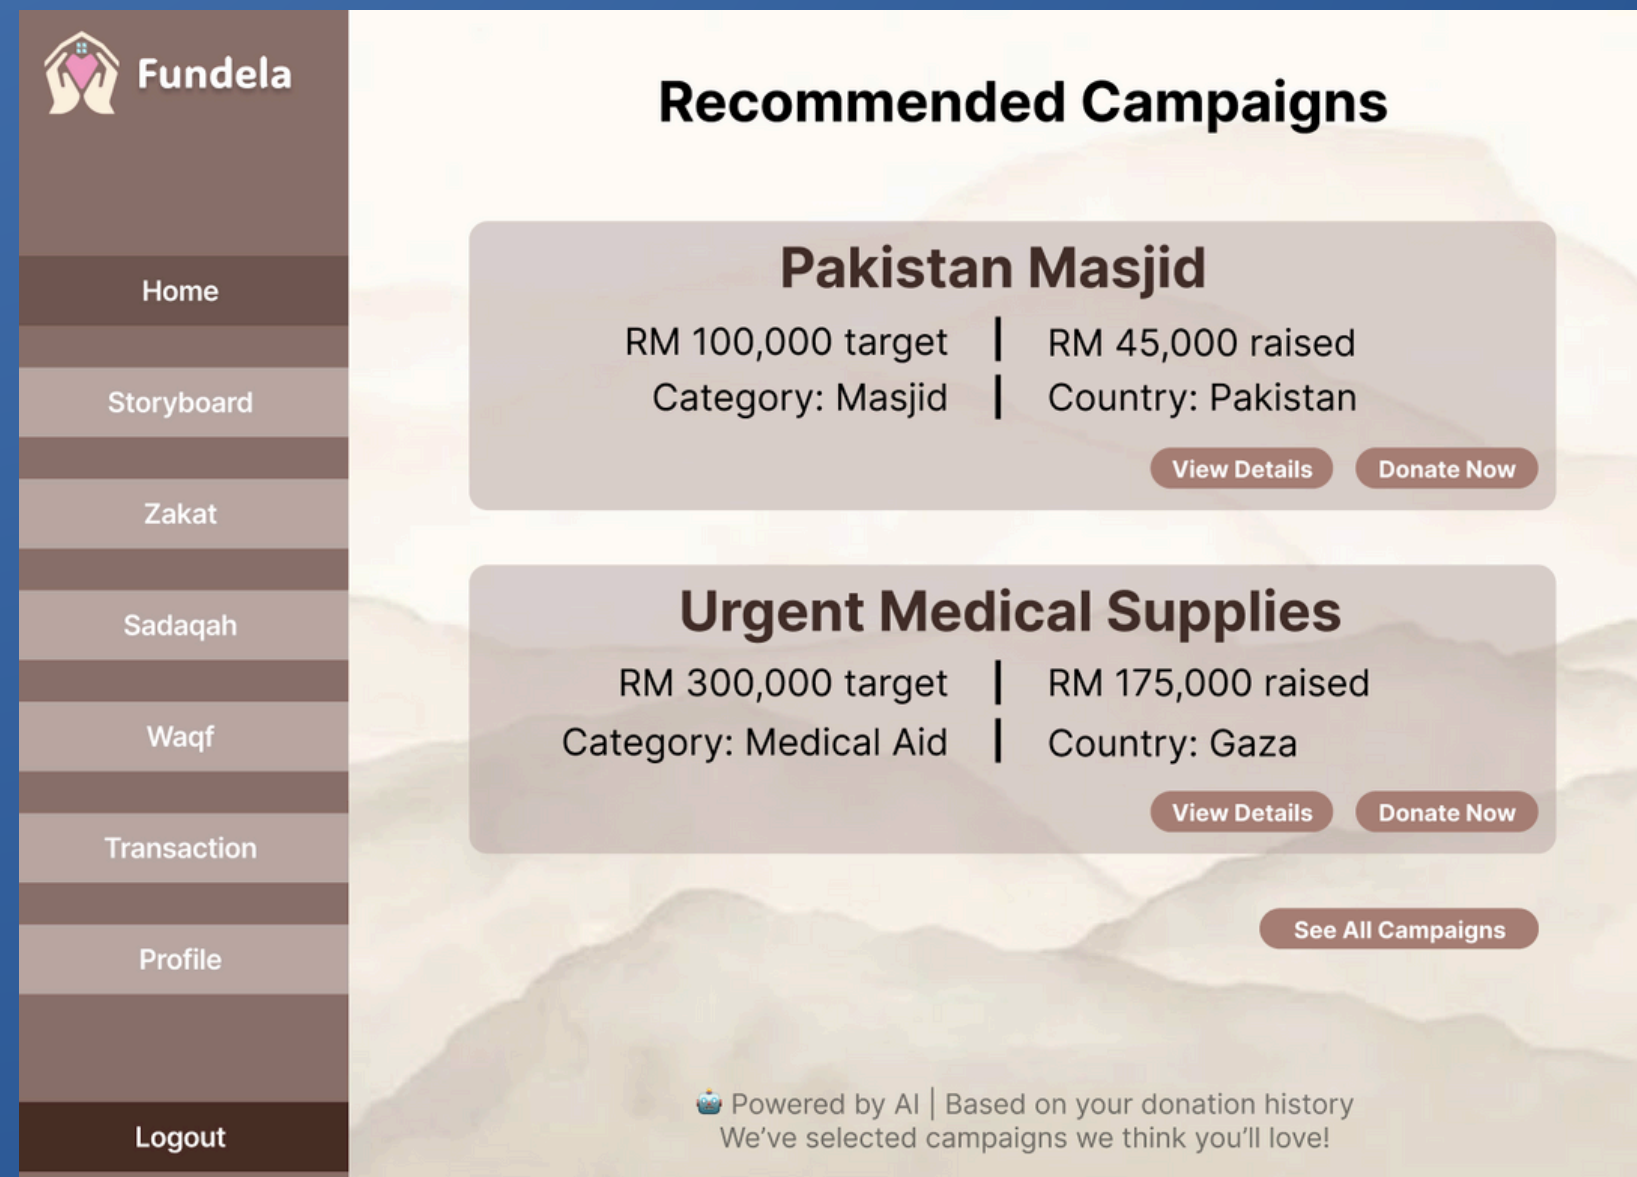 Fundela
Home
Storyboard
Zakat
Sadaqah
Waqf
Transaction
Profile
Logout
Recommended Campaigns
Pakistan Masjid
RM 100,000 target | RM 45,000 raised
Category: Masjid | Country: Pakistan
View Details Donate Now
Urgent Medical Supplies
RM 300,000 target | RM 175,000 raised
Category: Medical Aid | Country: Gaza
View Details Donate Now
See All Campaigns
🤖 Powered by AI | Based on your donation history
We've selected campaigns we think you'll love!